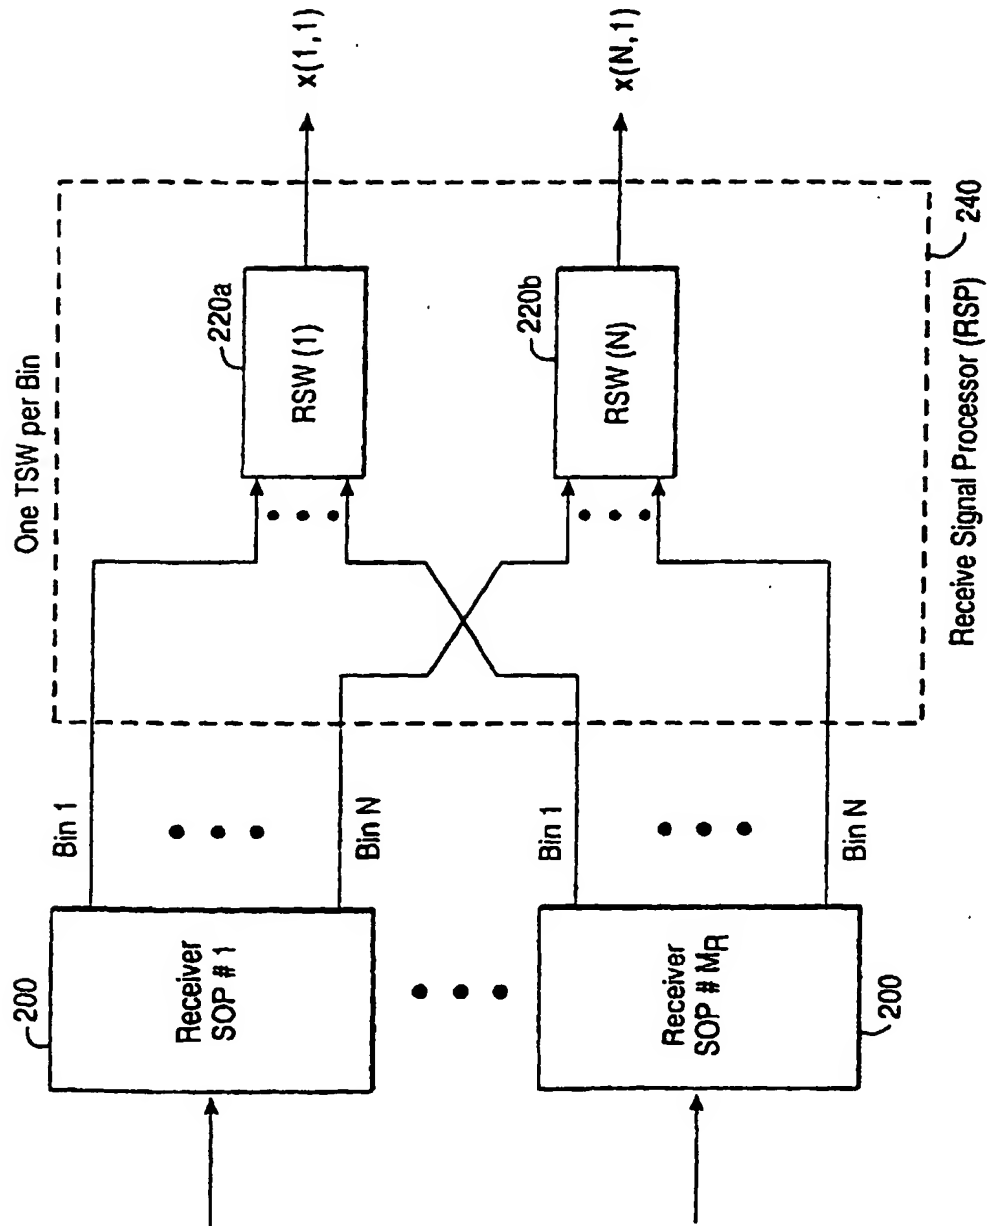 One TSW per Bin
200
Receiver
SOP # 1
Bin 1
Bin N
220a
RSW (1)
x(1,1)
Receiver
SOP # MR
200
Bin 1
Bin N
220b
RSW (N)
x(N,1)
240
Receive Signal Processor (RSP)